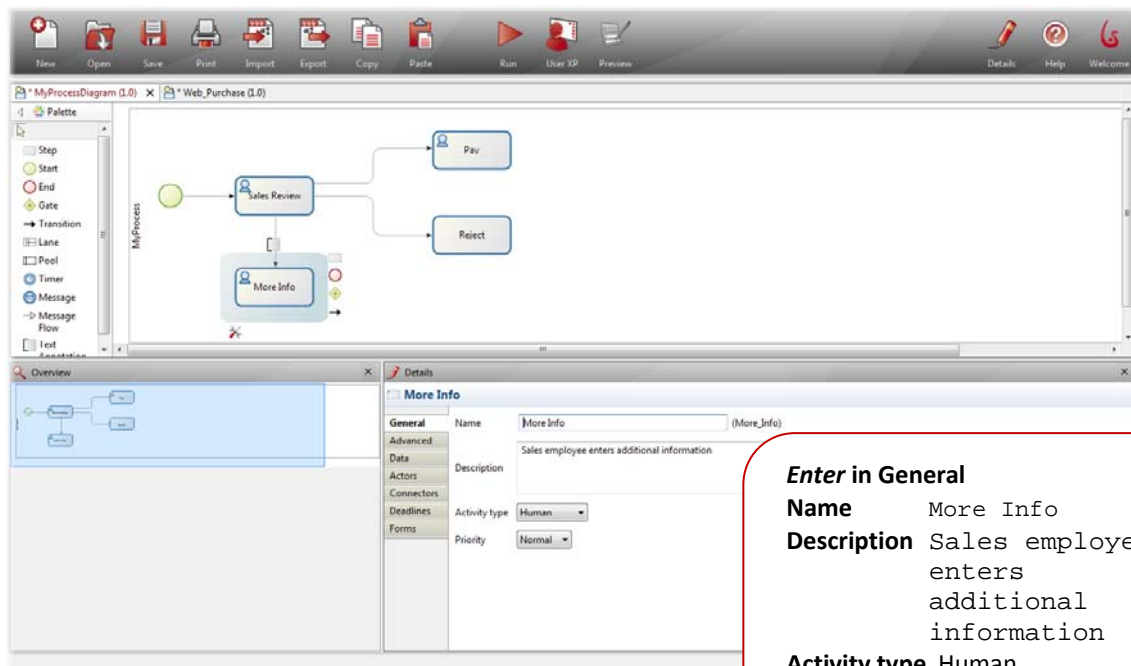 New Open Save Print Import Export Copy Paste Run User XP Preview Details Help Welcome
* MyProcessDiagram (1.0) * Web_Purchase (1.0)
Palette
Step
Start
End
Gate
Transition
Lane
Pool
Timer
Message
Message
Flow
Text
Annotation
MyProcess
Sales Review
Pay
Reject
More Info
Overview
Details
More Info
General
Advanced
Data
Actors
Connectors
Deadlines
Forms
Name More Info (More_Info)
Description Sales employee enters additional information
Activity type Human
Priority Normal
Enter in General
Name More Info
Description Sales employe
enters
additional
information
Activity type Human